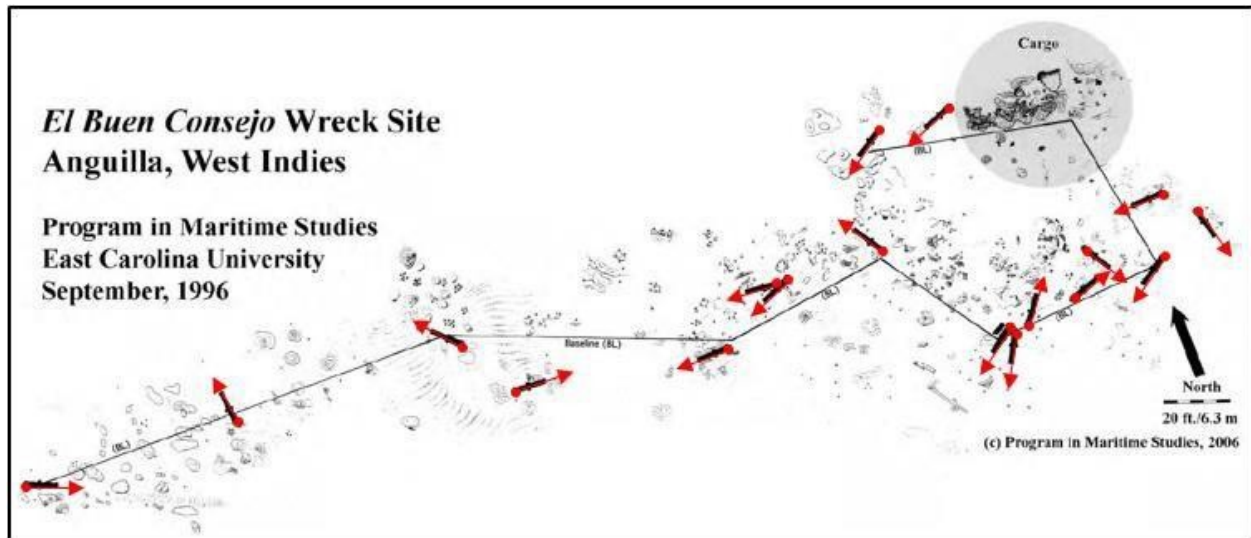 El Buen Consejo Wreck Site
Anguilla, West Indies
Program in Maritime Studies
East Carolina University
September, 1996
Cargo
(BL)
(BL)
Baseline (BL)
(BL)
(BL)
North
20 ft./6.3 m
(c) Program in Maritime Studies, 2006